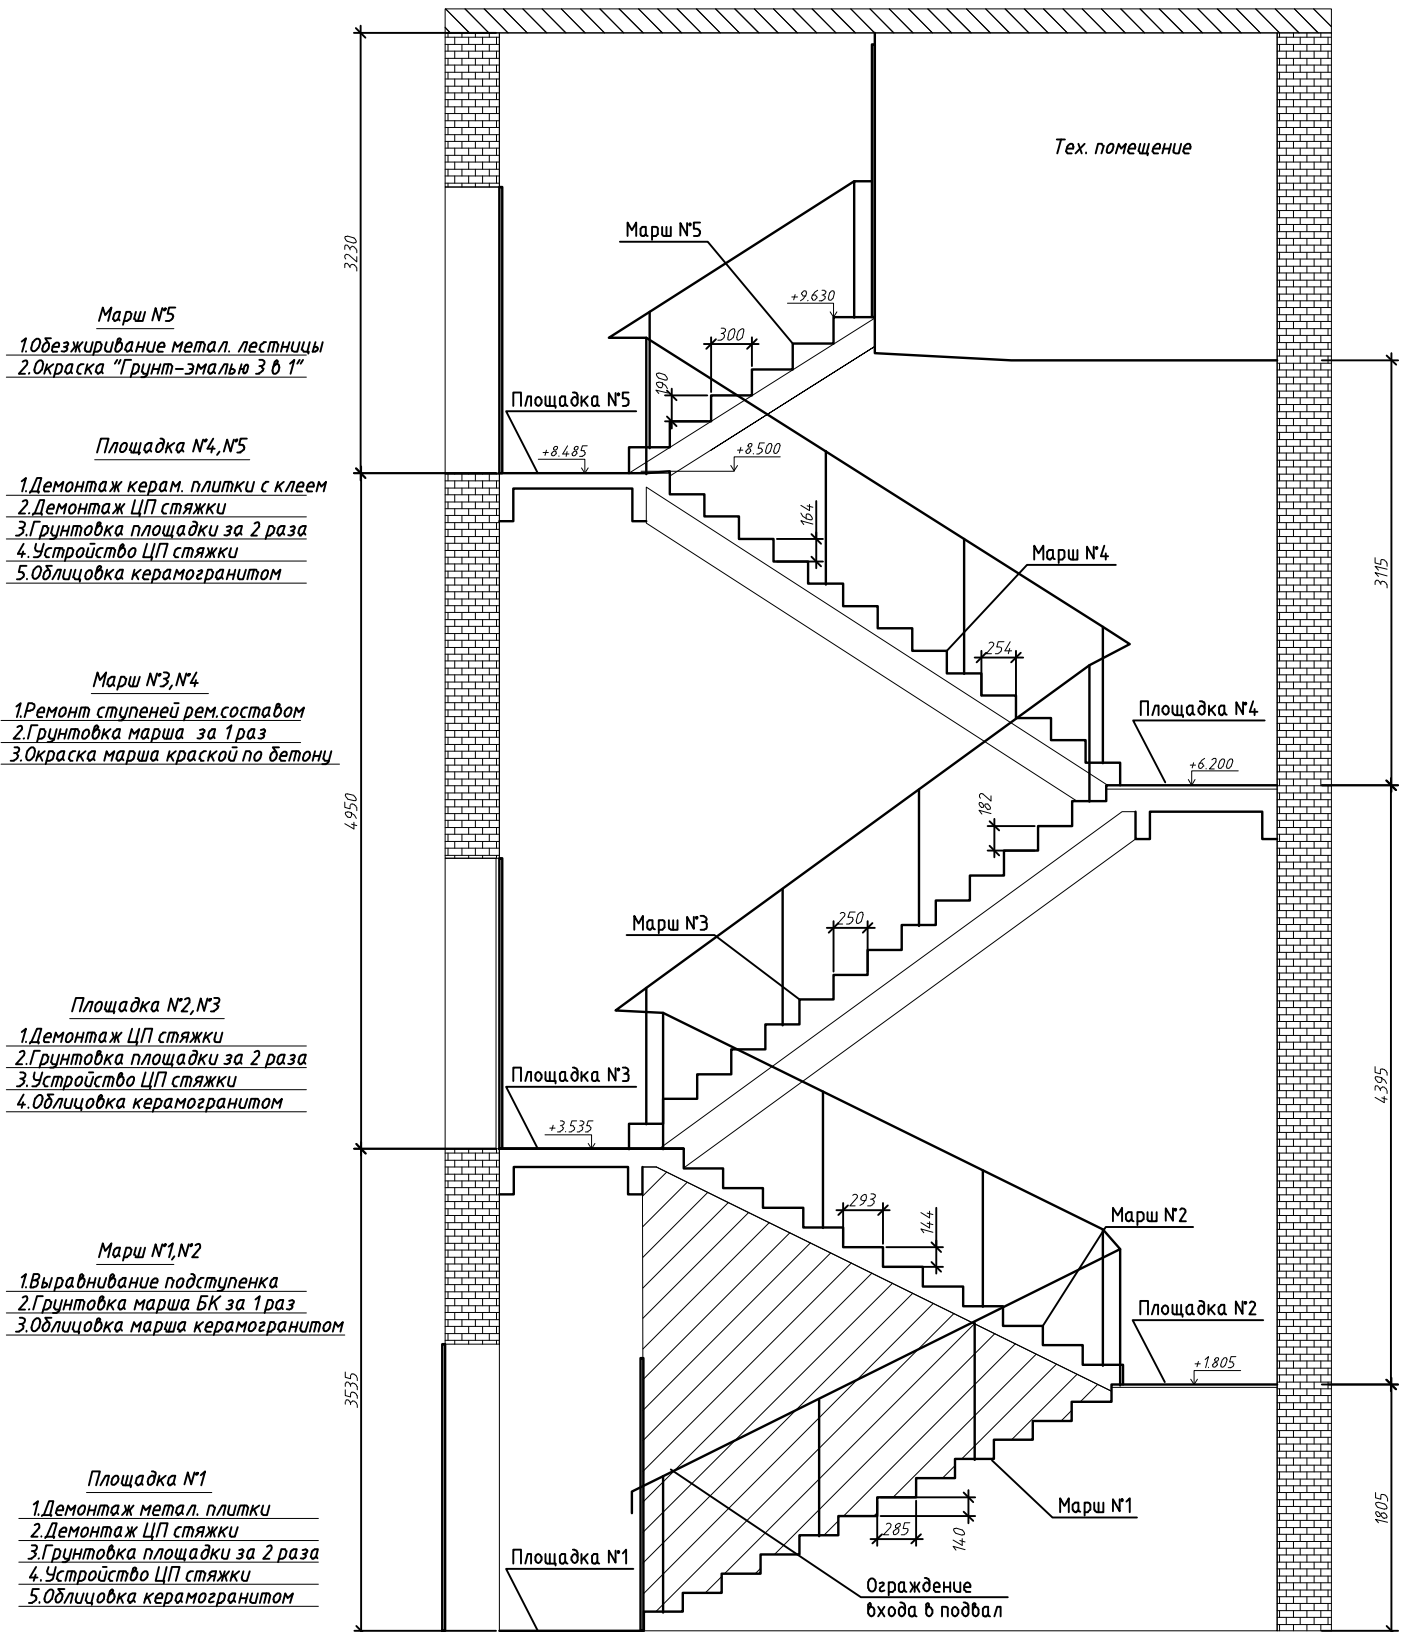 Марш №5
1.Обезжиривание метал. лестницы
2.Окраска "Грунт-эмалью 3 в 1"
Площадка №4,№5
1.Демонтаж керам. плитки с клеем
2.Демонтаж ЦП стяжки
3.Грунтовка площадки за 2 раза
4.Устройство ЦП стяжки
5.Облицовка керамогранитом
Марш №3,№4
1.Ремонт ступеней рем.составом
2.Грунтовка марша за 1 раз
3.Окраска марша краской по бетону
Площадка №2,№3
1.Демонтаж ЦП стяжки
2.Грунтовка площадки за 2 раза
3.Устройство ЦП стяжки
4.Облицовка керамогранитом
Марш №1,№2
1.Выравнивание подступенка
2.Грунтовка марша БК за 1 раз
3.Облицовка марша керамогранитом
Площадка №1
1.Демонтаж метал. плитки
2.Демонтаж ЦП стяжки
3.Грунтовка площадки за 2 раза
4.Устройство ЦП стяжки
5.Облицовка керамогранитом
3230
4950
3535
Тех. помещение
Марш №5
+9.630
300
190
Площадка №5
+8.485
+8.500
164
Марш №4
254
Площадка №4
+6.200
182
250
Марш №3
Площадка №3
+3.535
293
144
Марш №2
Площадка №2
+1.805
Марш №1
285
140
Площадка №1
Ограждение
входа в подвал
3115
4395
1805